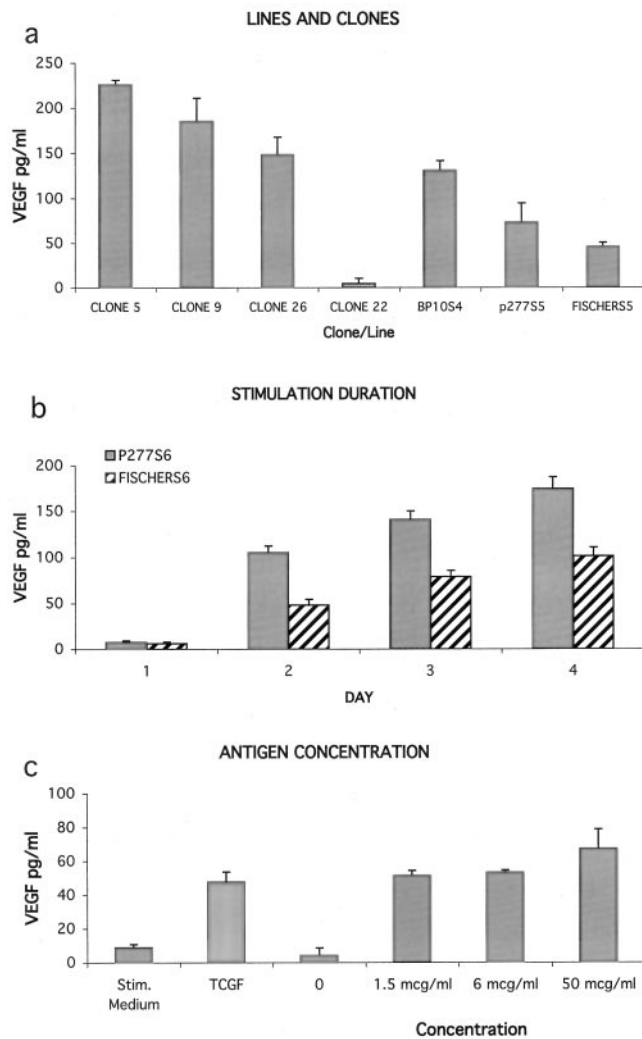 a
LINES AND CLONES
250
200
150
100
50
0
VEGF pg/ml
CLONE 5 CLONE 9 CLONE 26 CLONE 22 BP10S4 p277S5 FISCHERS5
Clone/Line
b
STIMULATION DURATION
P277S6
FISCHERS6
200
150
100
50
0
VEGF pg/ml
1 2 3 4
DAY
c
ANTIGEN CONCENTRATION
100
80
60
40
20
0
VEGF pg/ml
Stim. Medium TCGF 0 1.5 mcg/ml 6 mcg/ml 50 mcg/ml
Concentration